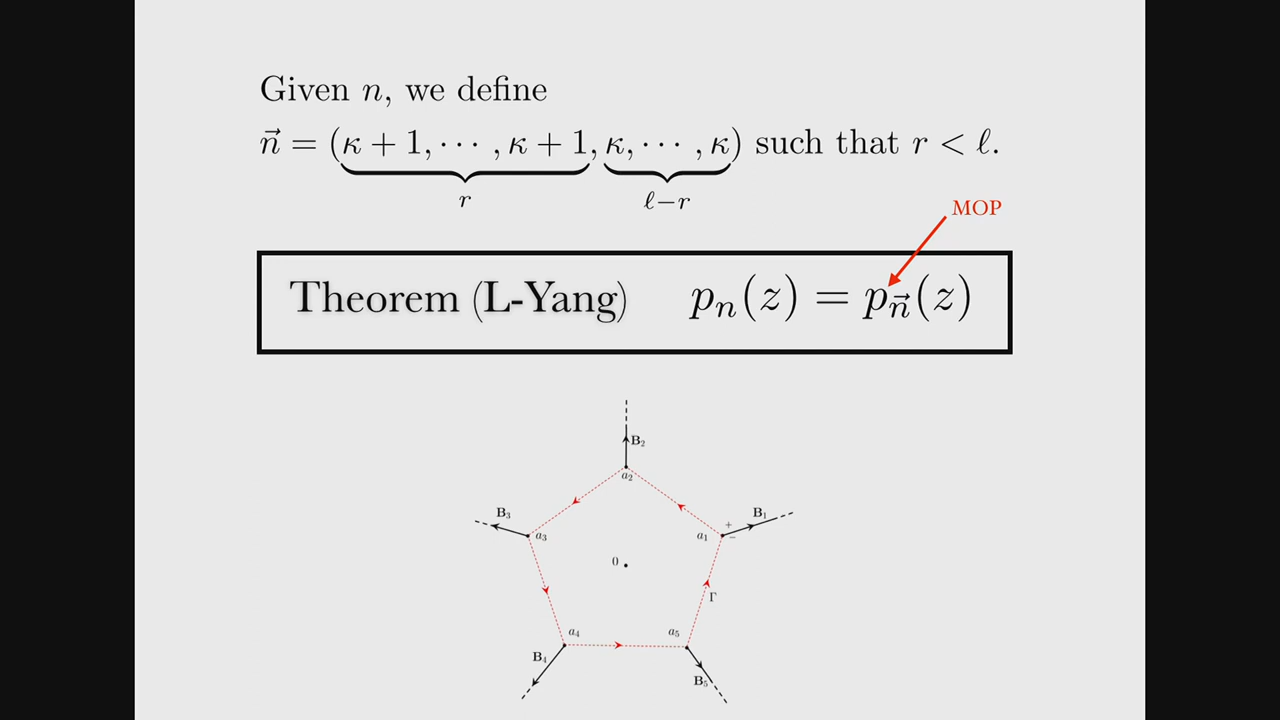 Given n, we define
n⃗ = (κ + 1, ··· , κ + 1, κ, ··· , κ) such that r < ℓ.
r ℓ−r
MOP
Theorem (L-Yang) pₙ(z) = p_n⃗(z)
B₂
a₂
B₃ B₁
+
a₃ a₁ −
0
Γ
a₄ a₅
B₄
B₅